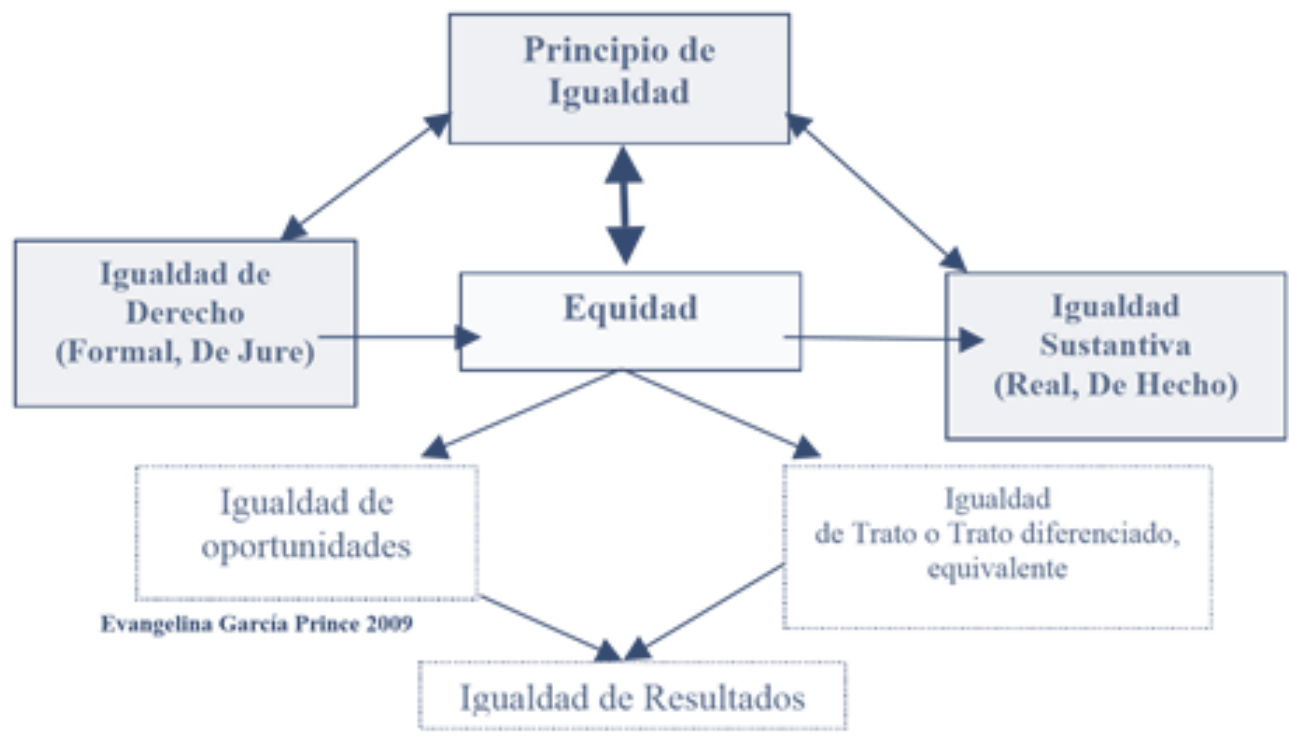 Principio de
Igualdad
Igualdad de
Derecho
(Formal, De Jure)
Equidad
Igualdad
Sustantiva
(Real, De Hecho)
Igualdad de
oportunidades
Igualdad
de Trato o Trato diferenciado,
equivalente
Evangelina García Prince 2009
Igualdad de Resultados